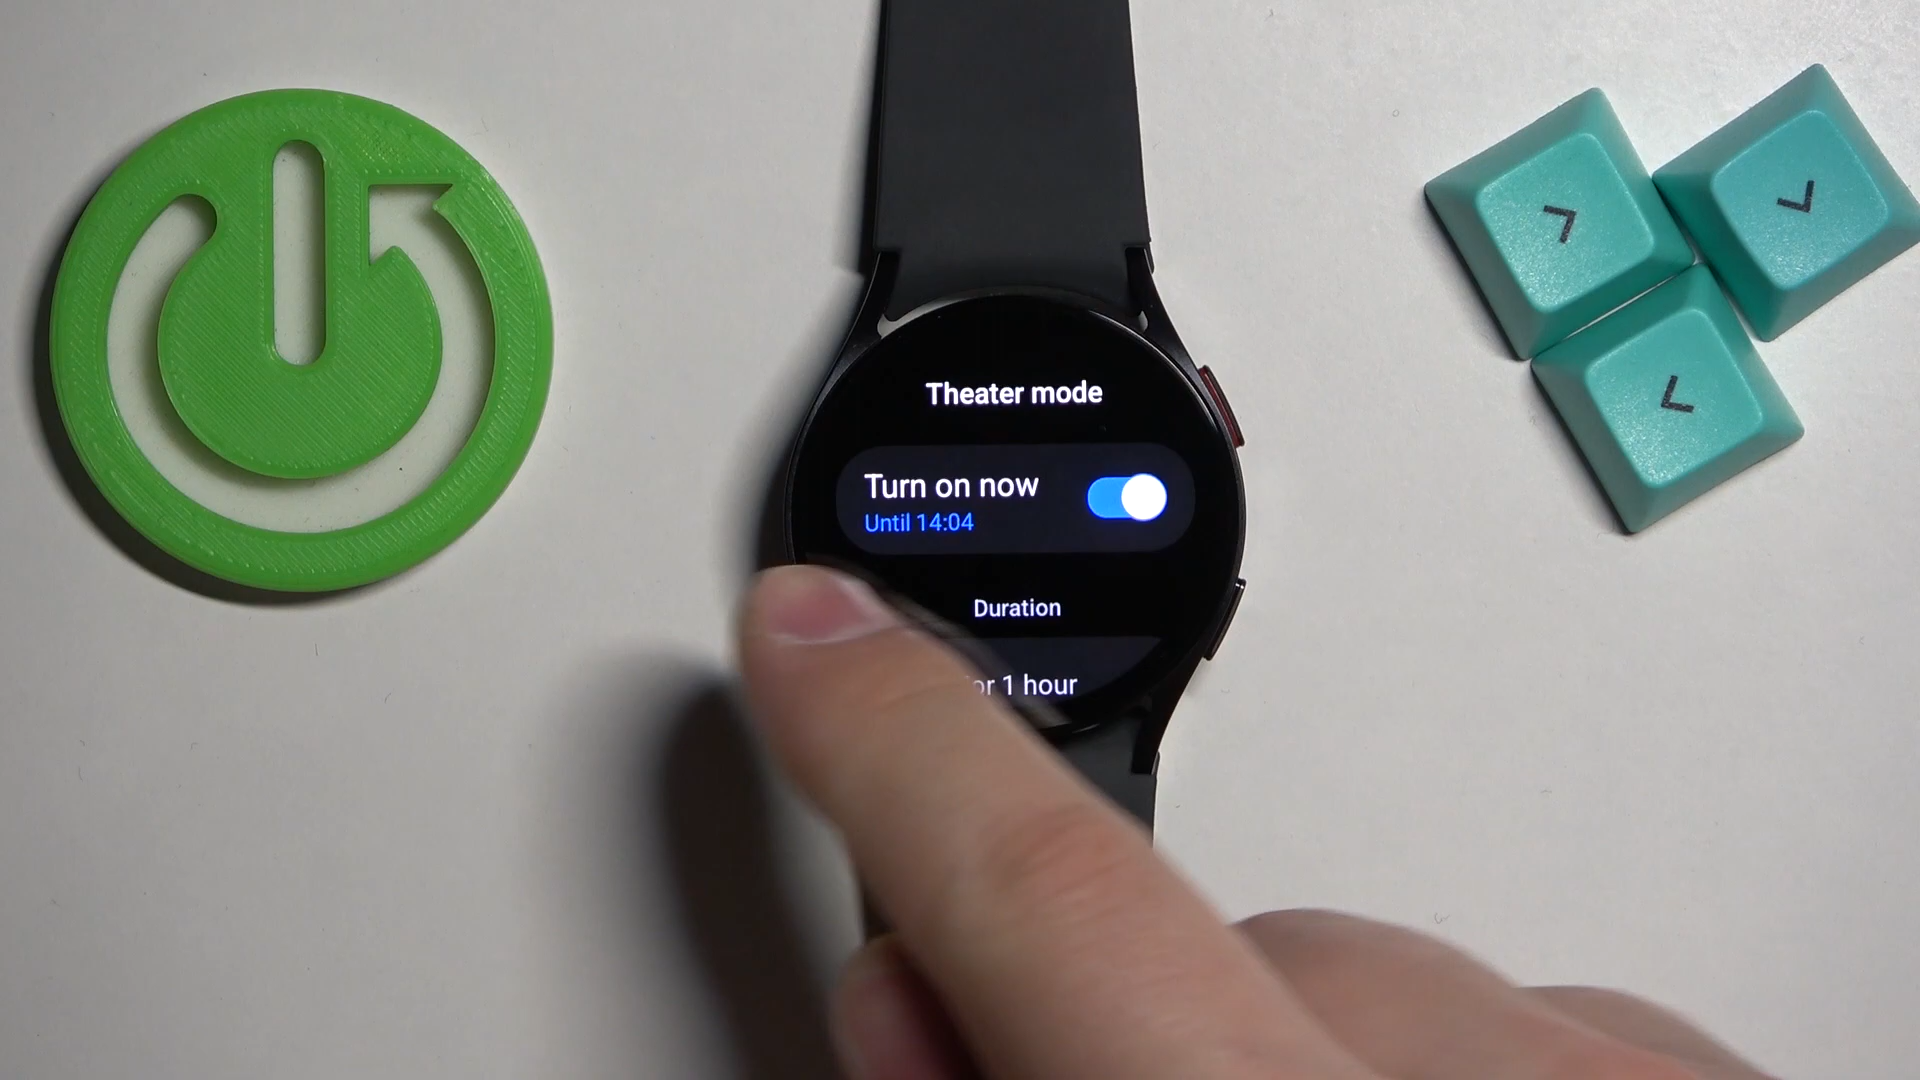 Theater mode
Turn on now
Until 14:04
Duration
1 hour